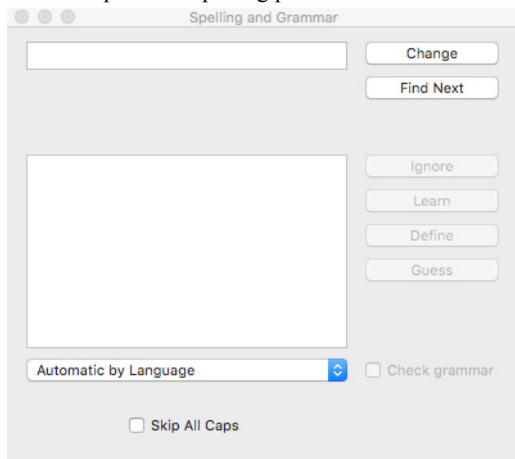 Spelling and Grammar
Change
Find Next
Ignore
Learn
Define
Guess
Automatic by Language
Check grammar
Skip All Caps